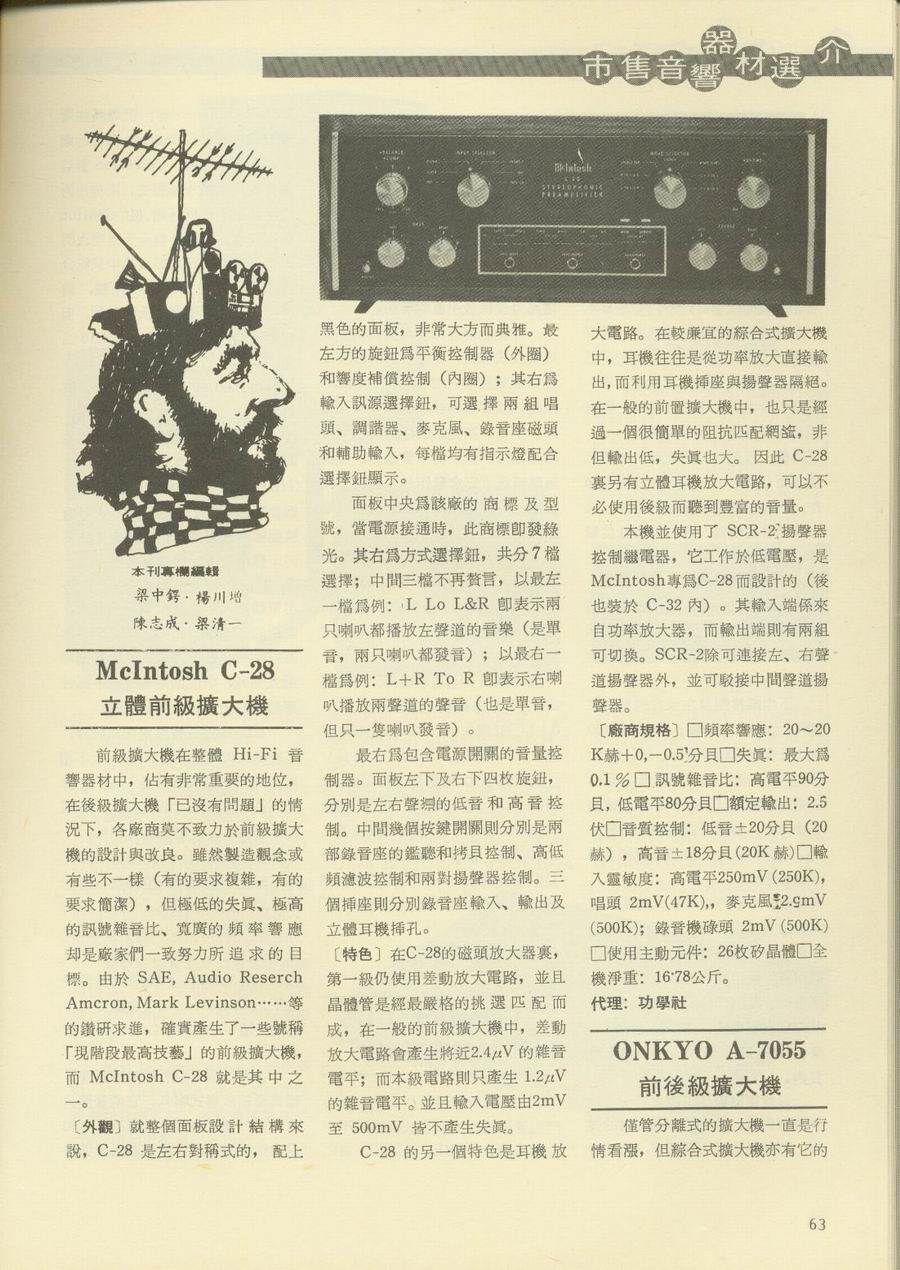 市售音響器材選介
McIntosh
C 28
STEREOPHONIC
PREAMPLIFIER
INPUT SELECTOR
MODE SELECTOR
VOLUME
本刊專欄編輯
梁中鍔·楊川增
陳志成·梁清一
McIntosh C-28
立體前級擴大機
前級擴大機在整體 Hi-Fi 音
響器材中，佔有非常重要的地位，
在後級擴大機「已沒有問題」的情
況下，各廠商莫不致力於前級擴大
機的設計與改良。雖然製造觀念或
有些不一樣（有的要求複雜，有的
要求簡潔），但極低的失眞、極高
的訊號雜音比、寬廣的頻率響應
却是廠家們一致努力所追求的目
標。由於 SAE, Audio Reserch
Amcron, Mark Levinson……等
的鑽硏求進，確實產生了一些號稱
「現階段最高技藝」的前級擴大機，
而 McIntosh C-28 就是其中之
一。
〔外觀〕就整個面板設計結構來
說，C-28 是左右對稱式的，配上
黑色的面板，非常大方而典雅。最
左方的旋鈕爲平衡控制器（外圈）
和響度補償控制（內圈）；其右爲
輸入訊源選擇鈕，可選擇兩組唱
頭、調諧器、麥克風、錄音座磁頭
和輔助輸入，每檔均有指示燈配合
選擇鈕顯示。
面板中央爲該廠的商標及型
號，當電源接通時，此商標卽發綠
光。其右爲方式選擇鈕，共分7檔
選擇；中間三檔不再贅言，以最左
一檔爲例：L Lo L&R 卽表示兩
只喇叭都播放左聲道的音樂（是單
音，兩只喇叭都發音）；以最右一
檔爲例：L+R To R 卽表示右喇
叭播放兩聲道的聲音（也是單音，
但只一隻喇叭發音）。
最右爲包含電源開關的音量控
制器。面板左下及右下四枚旋鈕，
分別是左右聲的低音和高音控
制。中間幾個按鍵開關則分別是兩
部錄音座的鑑聽和拷貝控制、高低
頻濾波控制和兩對揚聲器控制。三
個揷座則分別錄音座輸入、輸出及
立體耳機揷孔。
〔特色〕在C-28的磁頭放大器裏，
第一級仍使用差動放大電路，並且
晶體管是經最嚴格的挑選匹配而
成，在一般的前級擴大機中，差動
放大電路會產生將近2.4μV 的雜音
電平；而本級電路則只產生 1.2μV
的雜音電平。並且輸入電壓由2mV
至 500mV 皆不產生失眞。
C-28 的另一個特色是耳機放
大電路。在較廉宜的綜合式擴大機
中，耳機往往是從功率放大直接輸
出，而利用耳機揷座與揚聲器隔絕。
在一般的前置擴大機中，也只是經
過一個很簡單的阻抗匹配網，非
但輸出低，失眞也大。因此 C-28
裏另有立體耳機放大電路，可以不
必使用後級而聽到豐富的音量。
本機並使用了 SCR-2 揚聲器
控制繼電器，它工作於低電壓，是
McIntosh專爲C-28而設計的（後
也裝於 C-32 內）。其輸入端係來
自功率放大器，而輸出端則有兩組
可切換。SCR-2除可連接左、右聲
道揚聲器外，並可駁接中間聲道揚
聲器。
〔廠商規格〕□頻率響應：20～20
K赫+0,－0.5分貝□失眞：最大爲
0.1％□訊號雜音比：高電平90分
貝，低電平80分貝□額定輸出：2.5
伏□音質控制：低音±20分貝（20
赫），高音±18分貝(20K 赫)□輸
入靈敏度：高電平250mV (250K)，
唱頭 2mV(47K),，麥克風2.9mV
(500K)；錄音機磉頭 2mV (500K)
□使用主動元件：26枚矽晶體□全
機淨重：16·78公斤。
代理：功學社
ONKYO A-7055
前後級擴大機
僅管分離式的擴大機一直是行
情看漲，但綜合式擴大機亦有它的
63